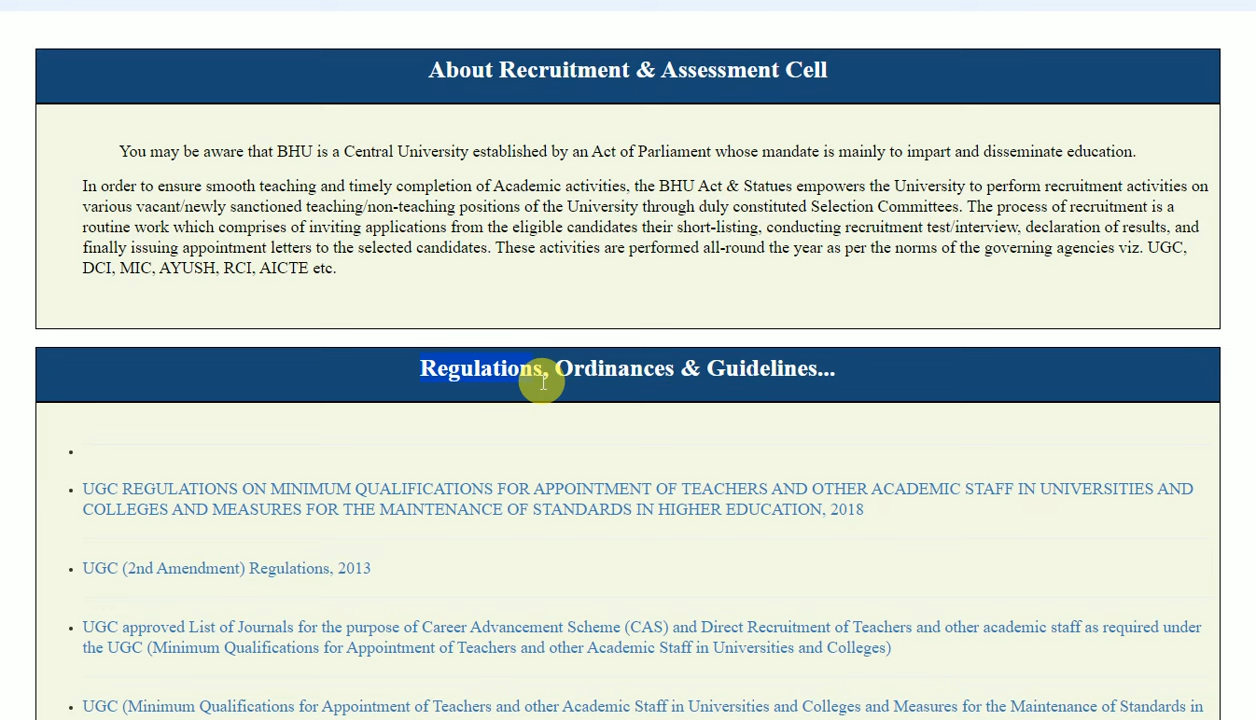 About Recruitment & Assessment Cell
You may be aware that BHU is a Central University established by an Act of Parliament whose mandate is mainly to impart and disseminate education.
In order to ensure smooth teaching and timely completion of Academic activities, the BHU Act & Statues empowers the University to perform recruitment activities on
various vacant/newly sanctioned teaching/non-teaching positions of the University through duly constituted Selection Committees. The process of recruitment is a
routine work which comprises of inviting applications from the eligible candidates their short-listing, conducting recruitment test/interview, declaration of results, and
finally issuing appointment letters to the selected candidates. These activities are performed all-round the year as per the norms of the governing agencies viz. UGC,
DCI, MIC, AYUSH, RCI, AICTE etc.
Regulations, Ordinances & Guidelines...
UGC REGULATIONS ON MINIMUM QUALIFICATIONS FOR APPOINTMENT OF TEACHERS AND OTHER ACADEMIC STAFF IN UNIVERSITIES AND
COLLEGES AND MEASURES FOR THE MAINTENANCE OF STANDARDS IN HIGHER EDUCATION, 2018
UGC (2nd Amendment) Regulations, 2013
UGC approved List of Journals for the purpose of Career Advancement Scheme (CAS) and Direct Recruitment of Teachers and other academic staff as required under
the UGC (Minimum Qualifications for Appointment of Teachers and other Academic Staff in Universities and Colleges)
UGC (Minimum Qualifications for Appointment of Teachers and other Academic Staff in Universities and Colleges and Measures for the Maintenance of Standards in